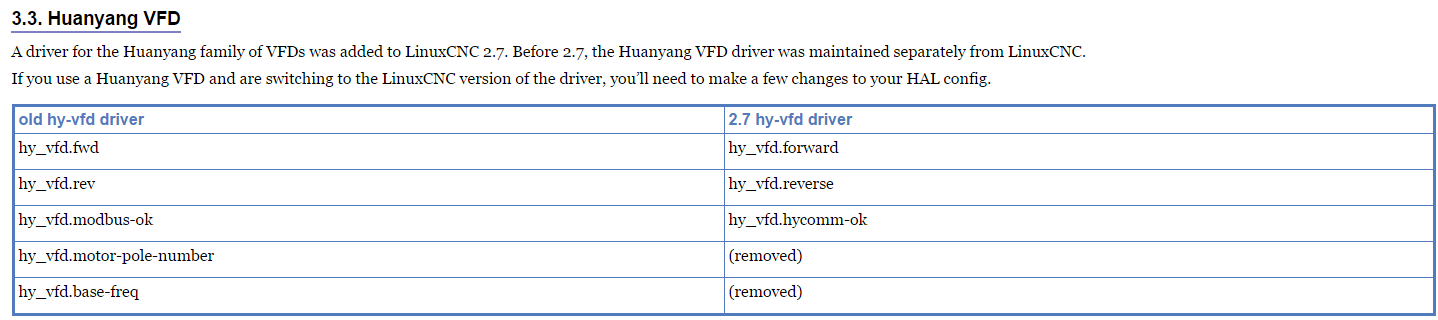 3.3. Huanyang VFD
A driver for the Huanyang family of VFDs was added to LinuxCNC 2.7. Before 2.7, the Huanyang VFD driver was maintained separately from LinuxCNC.
If you use a Huanyang VFD and are switching to the LinuxCNC version of the driver, you’ll need to make a few changes to your HAL config.
old hy-vfd driver 2.7 hy-vfd driver
hy_vfd.fwd hy_vfd.forward
hy_vfd.rev hy_vfd.reverse
hy_vfd.modbus-ok hy_vfd.hycomm-ok
hy_vfd.motor-pole-number (removed)
hy_vfd.base-freq (removed)